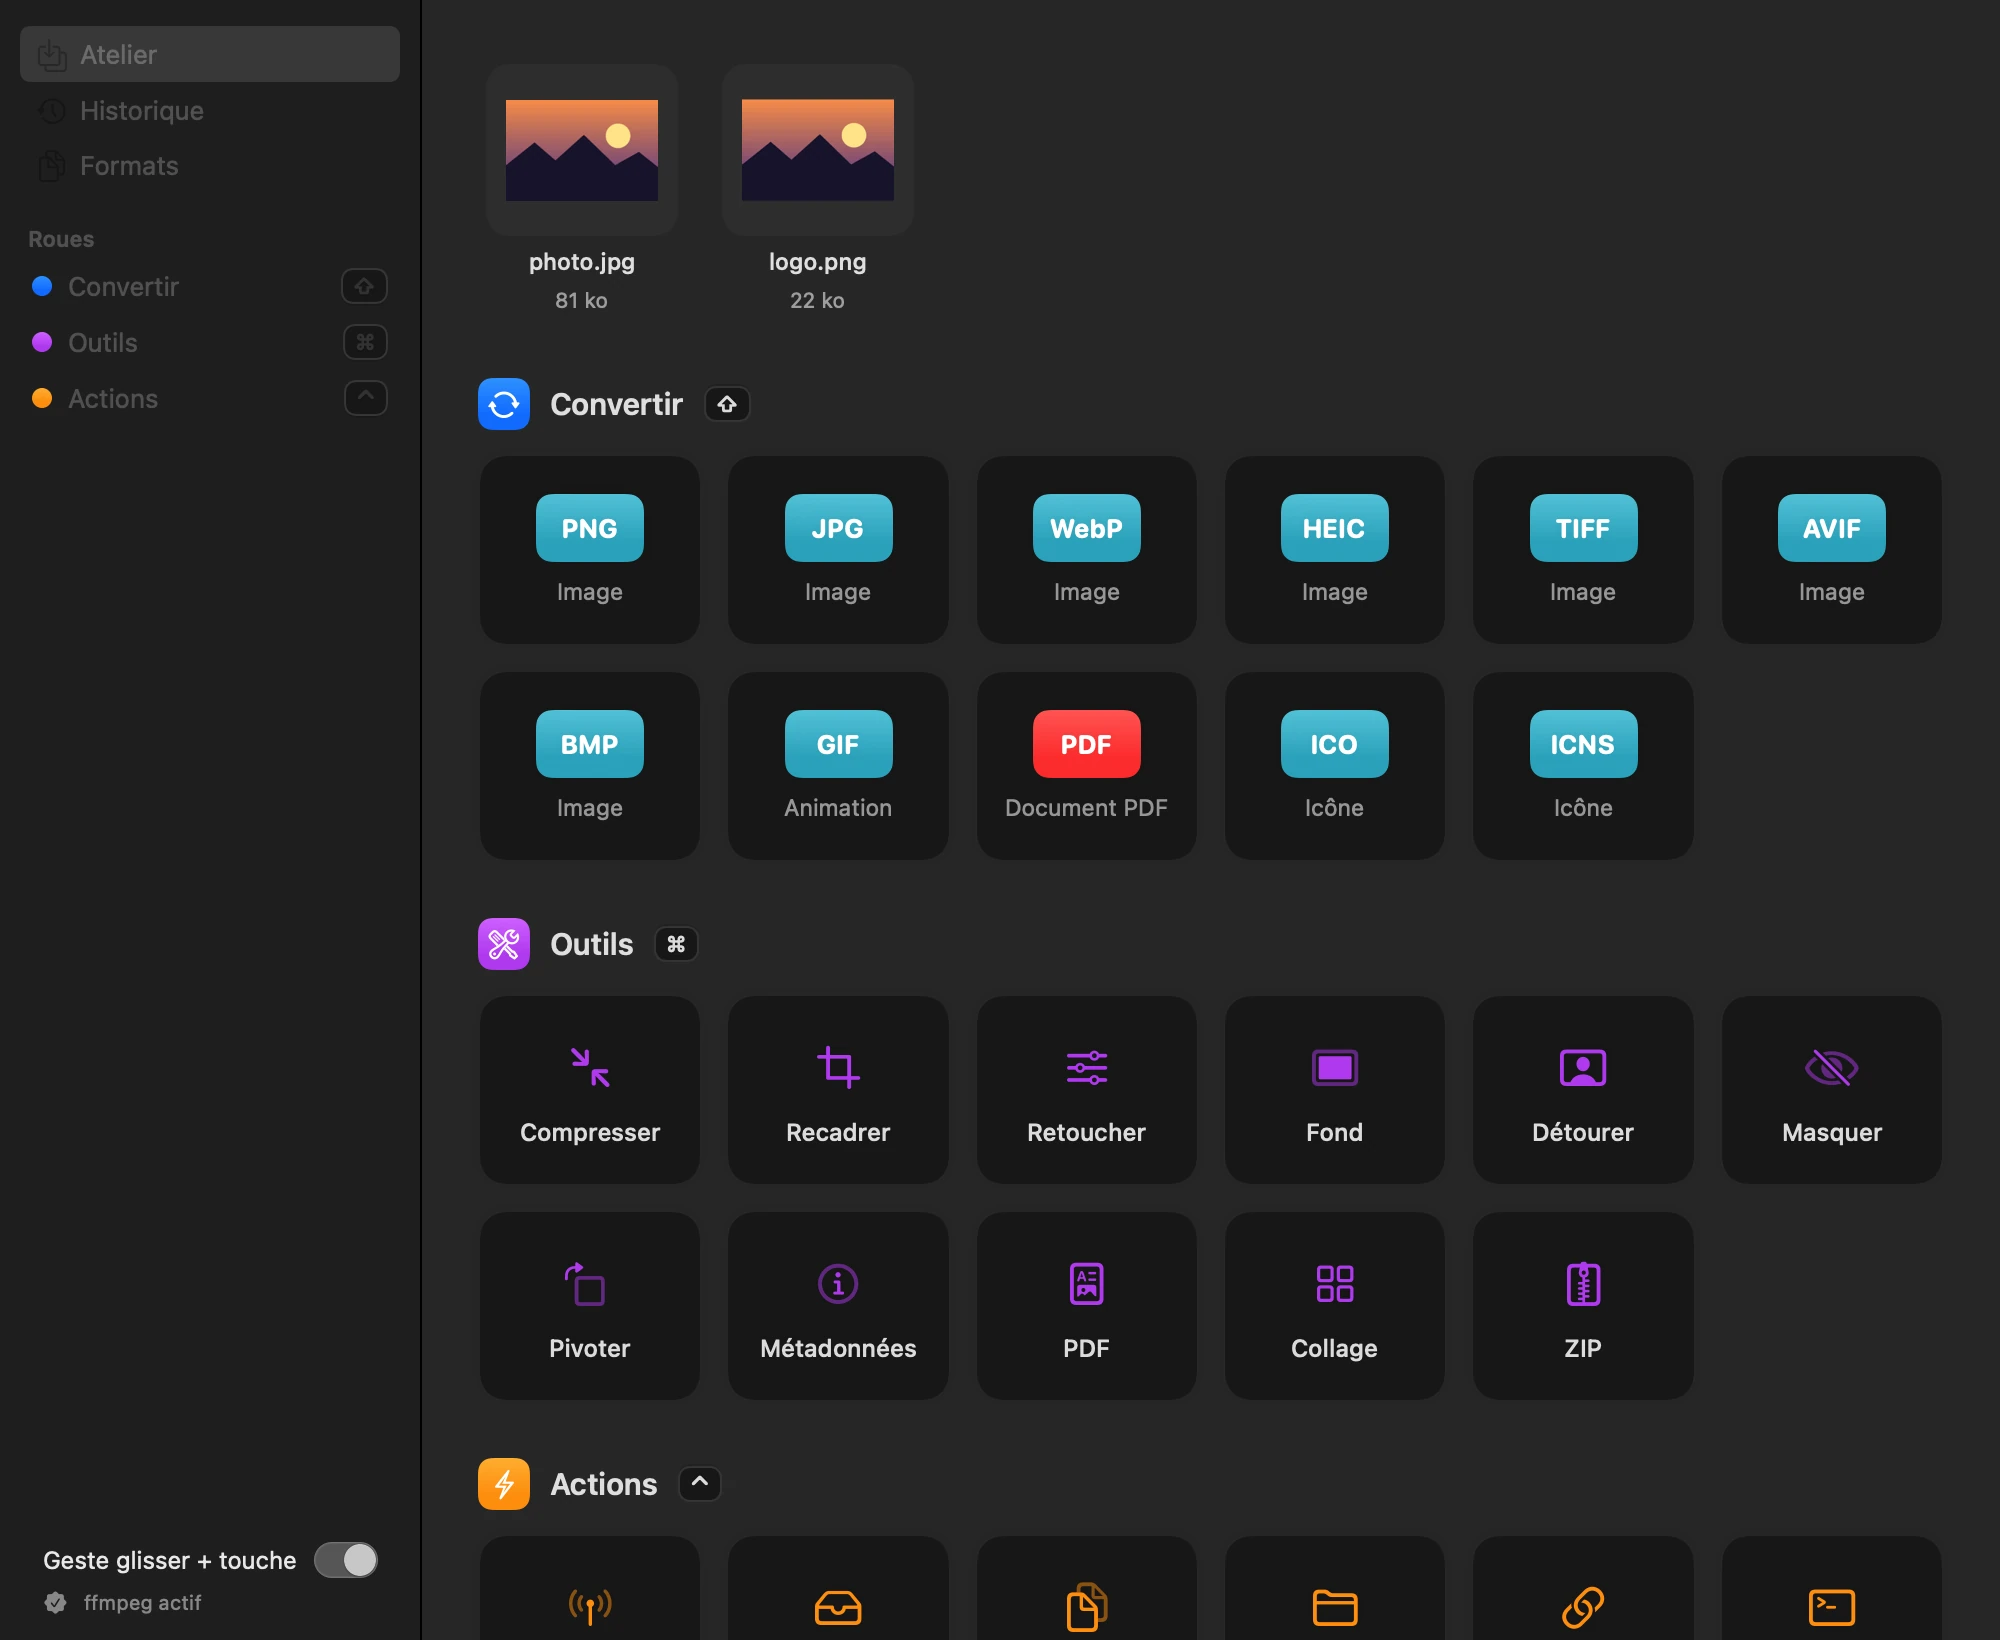 Atelier
Historique
Formats
Roues
Convertir
Outils
⌘
Actions
photo.jpg
81 ko
logo.png
22 ko
Convertir
PNG
Image
JPG
Image
WebP
Image
HEIC
Image
TIFF
Image
AVIF
Image
BMP
Image
GIF
Animation
PDF
Document PDF
ICO
Icône
ICNS
Icône
Outils ⌘
Compresser
Recadrer
Retoucher
Fond
Détourer
Masquer
Pivoter
Métadonnées
PDF
Collage
ZIP
Actions
Geste glisser + touche
ffmpeg actif